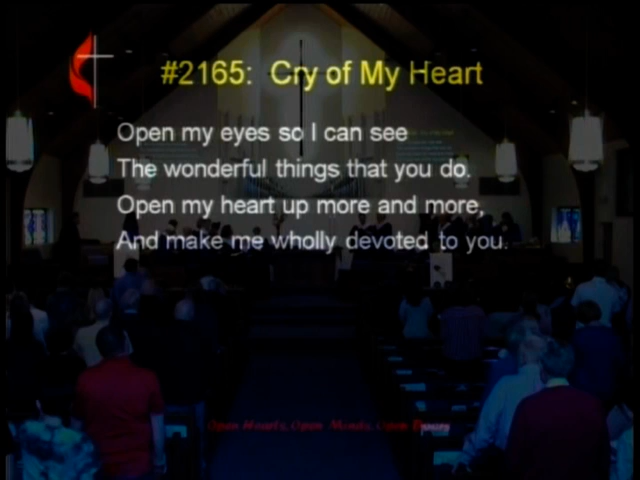 #2165: Cry of My Heart
Open my eyes so I can see
The wonderful things that you do.
Open my heart up more and more,
And make me wholly devoted to you.
Open Hearts, Open Minds, Open Doors